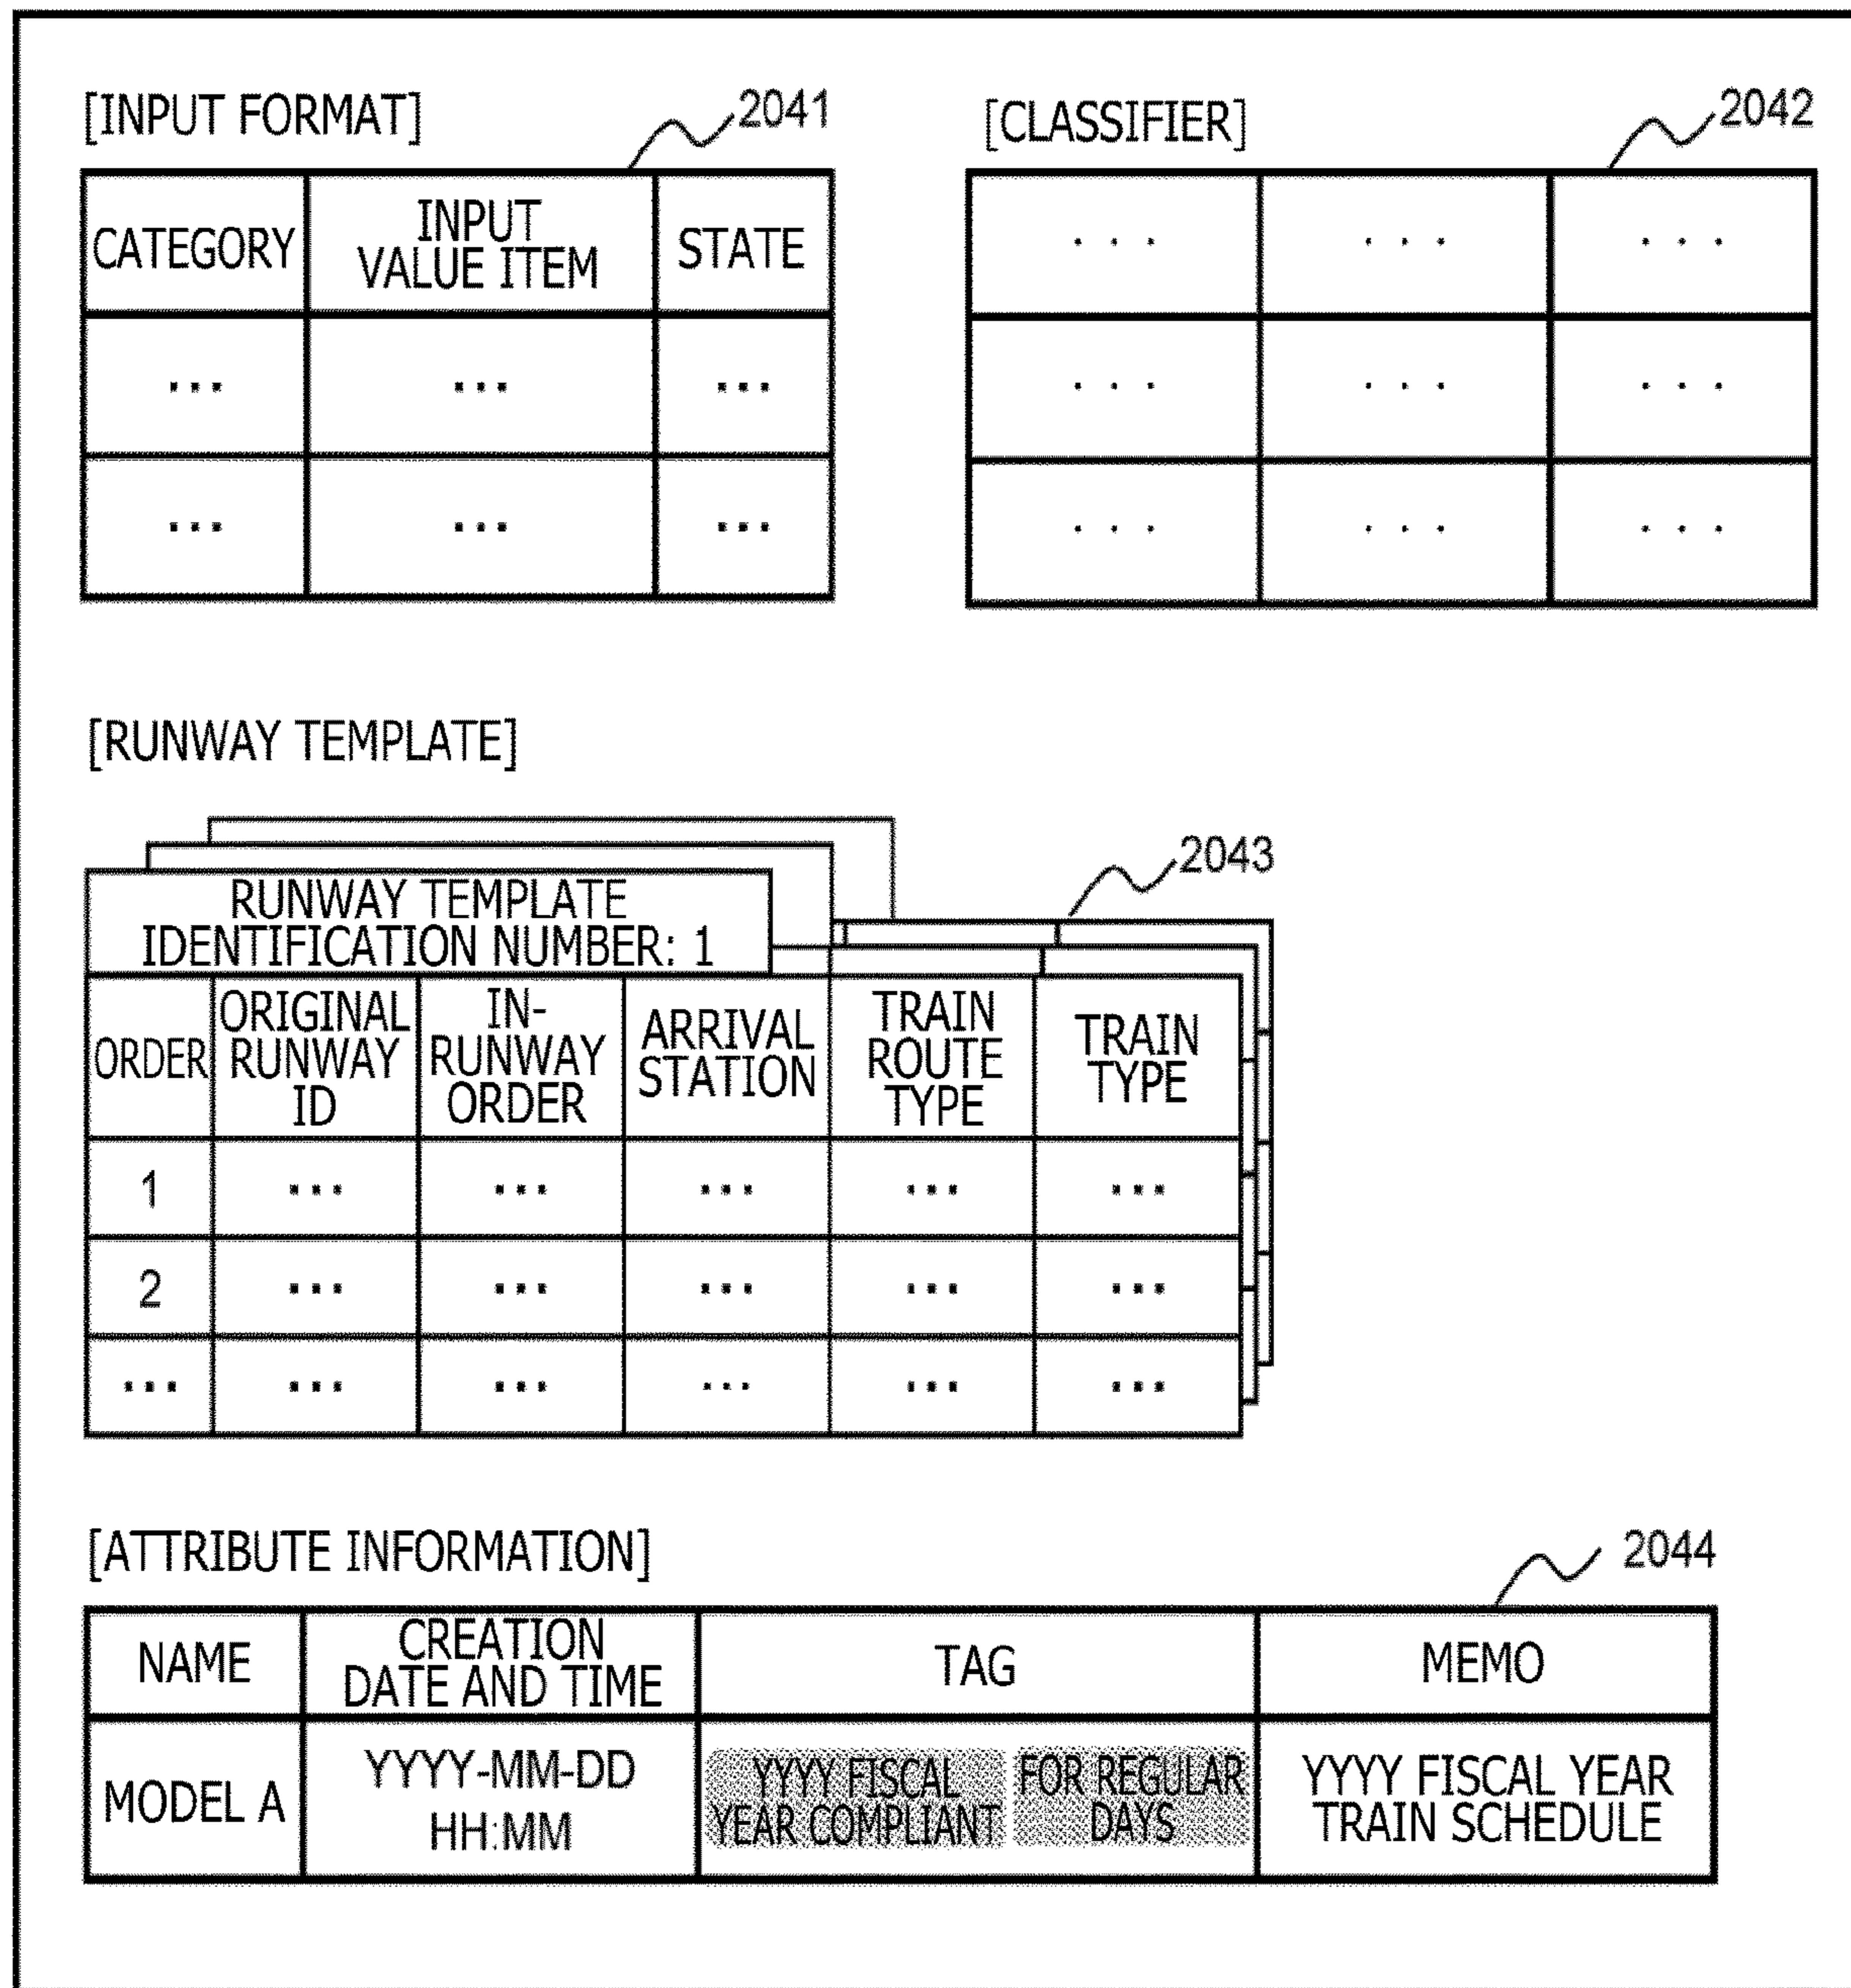 [INPUT FORMAT]
2041
CATEGORY
INPUT
VALUE ITEM
STATE
... ... ...
... ... ...
[CLASSIFIER]
2042
... ... ...
... ... ...
... ... ...
[RUNWAY TEMPLATE]
2043
RUNWAY TEMPLATE
IDENTIFICATION NUMBER: 1
ORDER
ORIGINAL
RUNWAY
ID
IN-
RUNWAY
ORDER
ARRIVAL
STATION
TRAIN
ROUTE
TYPE
TRAIN
TYPE
1 ... ... ... ... ...
2 ... ... ... ... ...
... ... ... ... ... ...
[ATTRIBUTE INFORMATION]
2044
NAME
CREATION
DATE AND TIME
TAG
MEMO
MODEL A
YYYY-MM-DD
HH:MM
YYYY FISCAL
YEAR COMPLIANT
FOR REGULAR
DAYS
YYYY FISCAL YEAR
TRAIN SCHEDULE